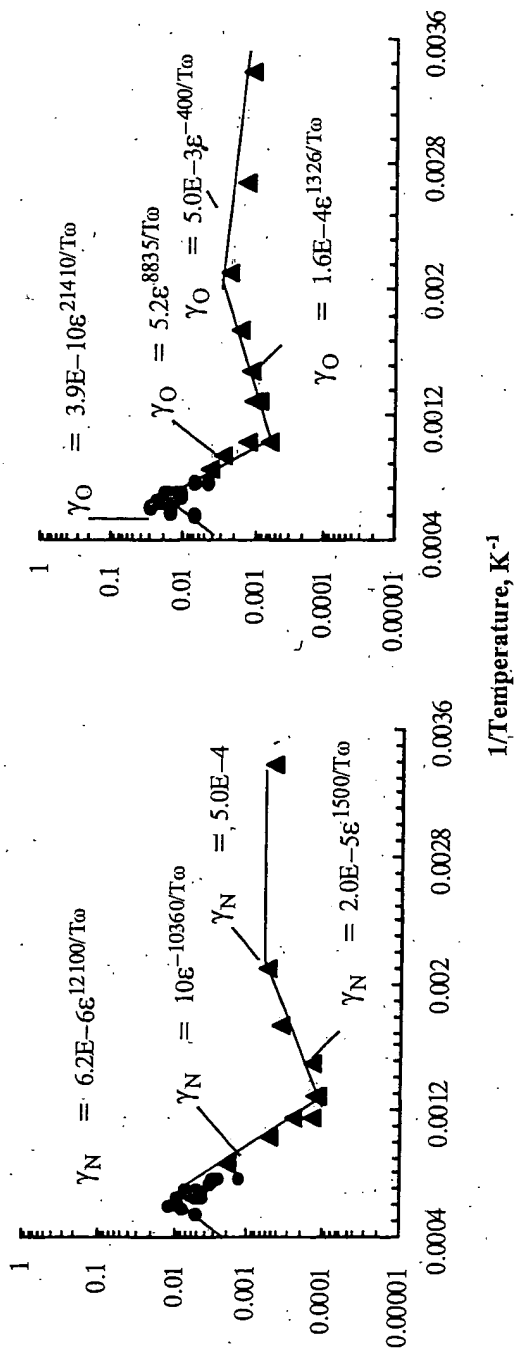 1
0.1
0.01
0.001
0.0001
0.00001
0.0004
0.0012
0.002
0.0028
0.0036
γN = 6.2E−6ε12100/Tω
γN = 10ε−10360/Tω
γN = 5.0E−4
γN = 2.0E−5ε1500/Tω
1
0.1
0.01
0.001
0.0001
0.00001
0.0004
0.0012
0.002
0.0028
0.0036
γO = 3.9E−10ε21410/Tω
γO = 5.2ε8835/Tω
γO = 5.0E−3ε−400/Tω
γO = 1.6E−4ε1326/Tω
1/Temperature, K-1